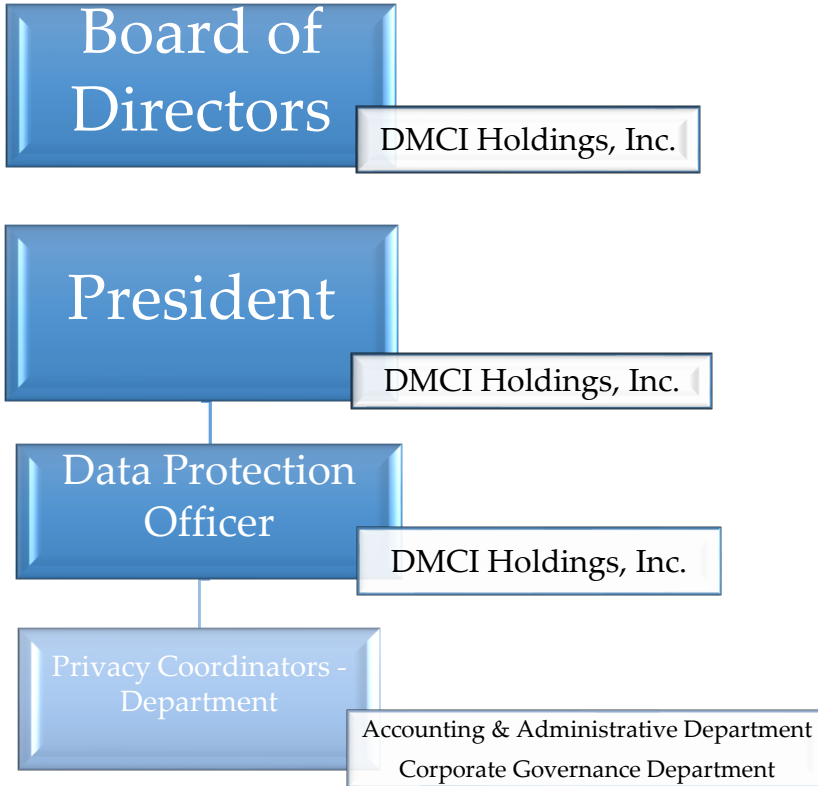 Board of
Directors
DMCI Holdings, Inc.
President
DMCI Holdings, Inc.
Data Protection
Officer
DMCI Holdings, Inc.
Privacy Coordinators -
Department
Accounting & Administrative Department
Corporate Governance Department